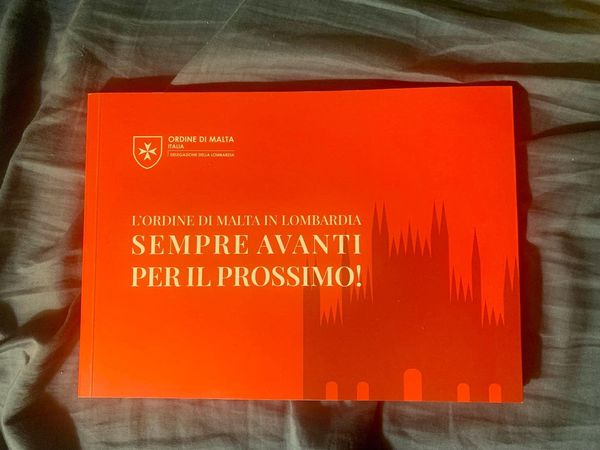 ORDINE DI MALTA
ITALIA
DELEGAZIONE DELLA LOMBARDIA
L'ORDINE DI MALTA IN LOMBARDIA
SEMPRE AVANTI
PER IL PROSSIMO!